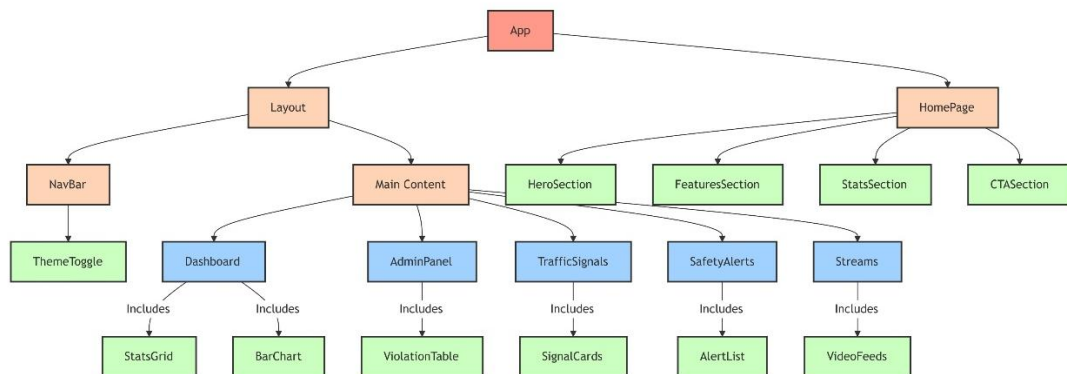 App
Layout
HomePage
NavBar
Main Content
HeroSection
FeaturesSection
StatsSection
CTASection
ThemeToggle
Dashboard
AdminPanel
TrafficSignals
SafetyAlerts
Streams
Includes
Includes
Includes
Includes
Includes
Includes
StatsGrid
BarChart
ViolationTable
SignalCards
AlertList
VideoFeeds